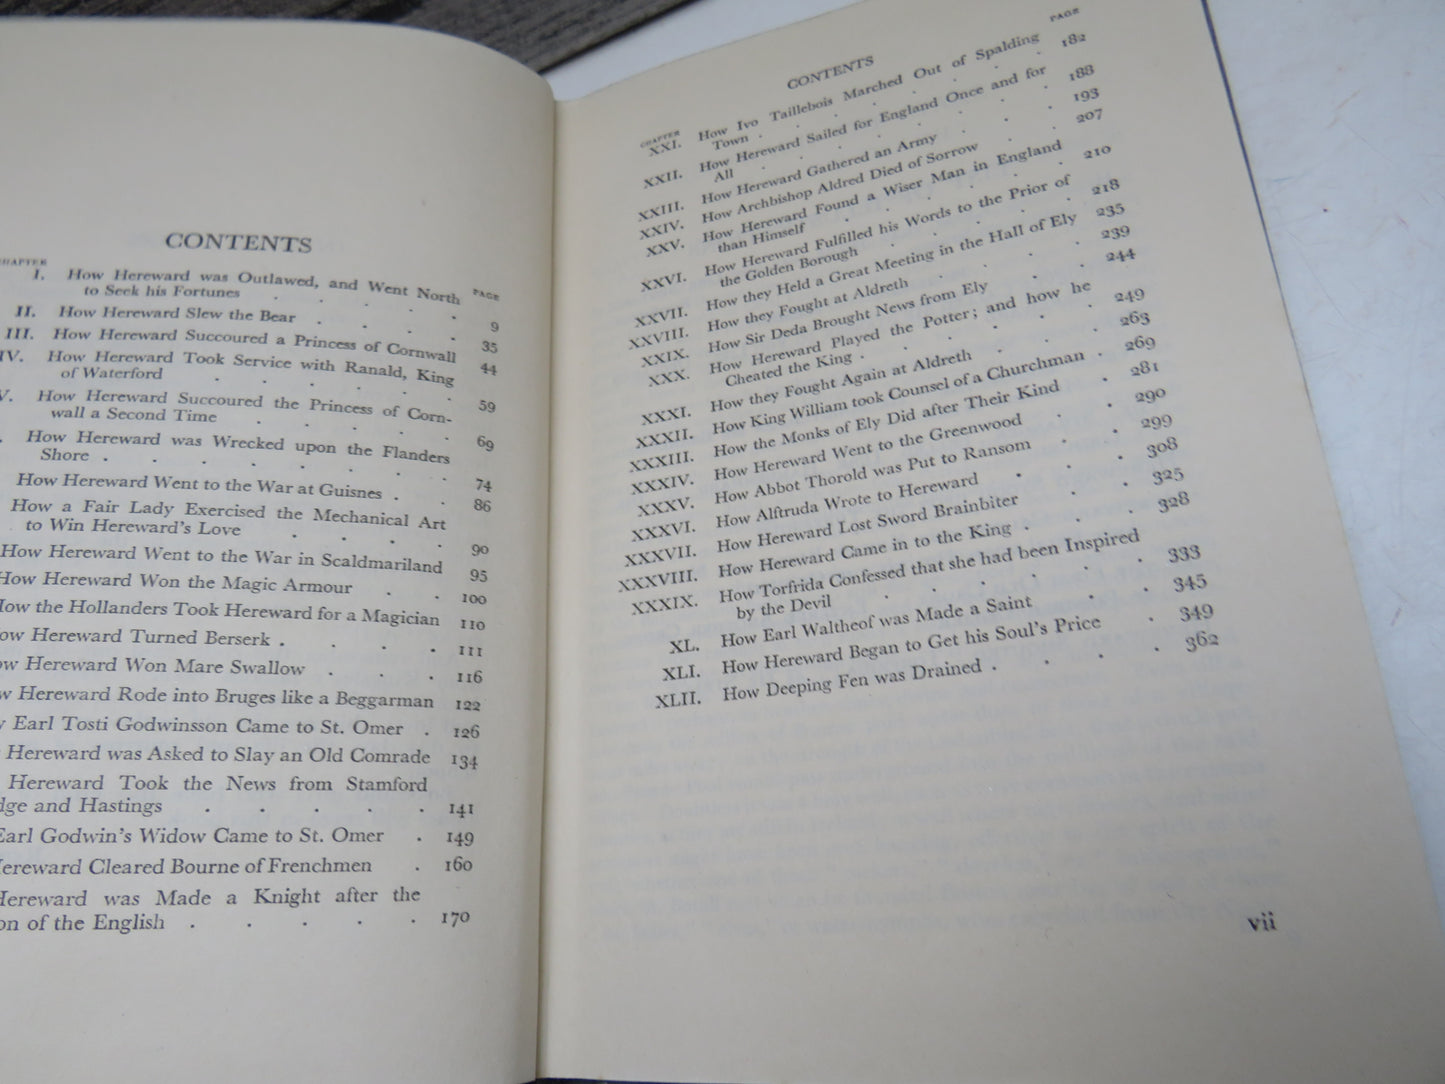 CONTENTS
CHAPTER
PAGE
I. How Hereward was Outlawed, and Went North
to Seek his Fortunes . . . . . 9
II. How Hereward Slew the Bear . . . . 35
III. How Hereward Succoured a Princess of Cornwall 44
IV. How Hereward Took Service with Ranald, King
of Waterford . . . . . 59
V. How Hereward Succoured the Princess of Corn-
wall a Second Time . . . . . 69
How Hereward was Wrecked upon the Flanders
Shore . . . . . . . . 74
How Hereward Went to the War at Guisnes . . 86
How a Fair Lady Exercised the Mechanical Art
to Win Hereward's Love . . . . 90
How Hereward Went to the War in Scaldmariland 95
How Hereward Won the Magic Armour . . 100
How the Hollanders Took Hereward for a Magician 110
How Hereward Turned Berserk . . . . 111
How Hereward Won Mare Swallow . . . 116
Hereward Rode into Bruges like a Beggarman 122
Earl Tosti Godwinsson Came to St. Omer . 126
Hereward was Asked to Slay an Old Comrade 134
Hereward Took the News from Stamford
dge and Hastings . . . . . 141
Earl Godwin's Widow Came to St. Omer . 149
Hereward Cleared Bourne of Frenchmen . 160
Hereward was Made a Knight after the
on of the English . . . . . 170
CONTENTS
CHAPTER
PAGE
XXI. How Ivo Taillebois Marched Out of Spalding
Town . . . . . . . 182
XXII. How Hereward Sailed for England Once and for
All . . . . . . . 188
XXIII. How Hereward Gathered an Army . . . 193
XXIV. How Archbishop Aldred Died of Sorrow . . 207
XXV. How Hereward Found a Wiser Man in England
than Himself . . . . . . 210
XXVI. How Hereward Fulfilled his Words to the Prior of
the Golden Borough . . . . . 218
XXVII. How they Held a Great Meeting in the Hall of Ely 235
XXVIII. How they Fought at Aldreth . . . . 239
XXIX. How Sir Deda Brought News from Ely . . 244
XXX. How Hereward Played the Potter; and how he
Cheated the King . . . . . . 249
XXXI. How they Fought Again at Aldreth . . . 263
XXXII. How King William took Counsel of a Churchman . 269
XXXIII. How the Monks of Ely Did after Their Kind . 281
XXXIV. How Hereward Went to the Greenwood . . 290
XXXV. How Abbot Thorold was Put to Ransom . . 299
XXXVI. How Alftruda Wrote to Hereward . . . 308
XXXVII. How Hereward Lost Sword Brainbiter . . 325
XXXVIII. How Hereward Came in to the King . . . 328
XXXIX. How Torfrida Confessed that she had been Inspired
by the Devil . . . . . . 333
XL. How Earl Waltheof was Made a Saint . . 345
XLI. How Hereward Began to Get his Soul's Price . 349
XLII. How Deeping Fen was Drained . . . . 362
vii